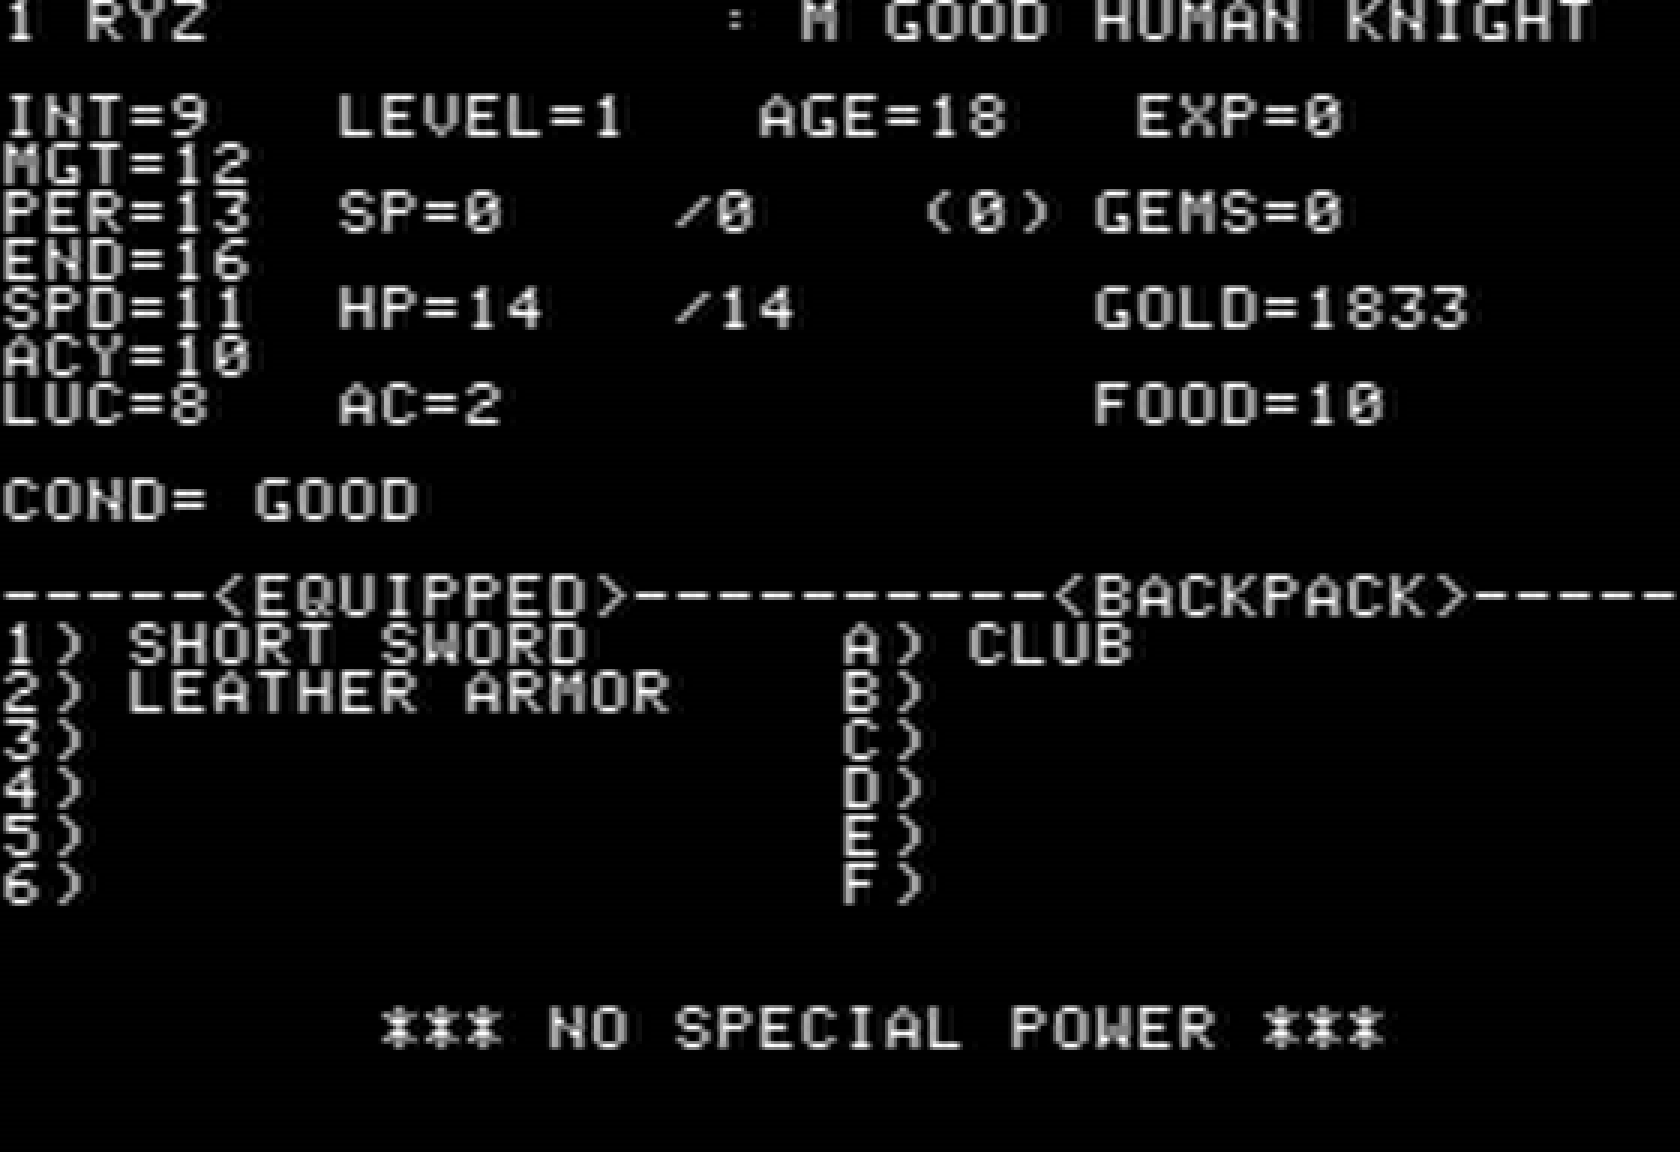 1 RYZ : M GOOD HUMAN KNIGHT
INT=9 LEVEL=1 AGE=18 EXP=0
MGT=12
PER=13 SP=0 /0 (0) GEMS=0
END=16
SPD=11 HP=14 /14 GOLD=1833
ACY=10
LUC=8 AC=2 FOOD=10
COND= GOOD
-----<EQUIPPED>----------<BACKPACK>-----
1) SHORT SWORD A) CLUB
2) LEATHER ARMOR B)
3) C)
4) D)
5) E)
6) F)
*** NO SPECIAL POWER ***